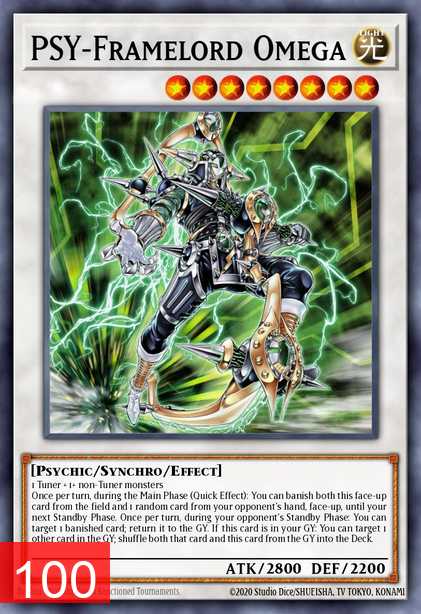 PSY-Framelord Omega
LIGHT
光
[Psychic/Synchro/Effect]
1 Tuner + 1+ non-Tuner monsters
Once per turn, during the Main Phase (Quick Effect): You can banish both this face-up
card from the field and 1 random card from your opponent's hand, face-up, until your
next Standby Phase. Once per turn, during your opponent's Standby Phase: You can
target 1 banished card; return it to the GY. If this card is in your GY: You can target 1
other card in the GY; shuffle both that card and this card from the GY into the Deck.
ATK/2800 DEF/2200
100
Sanctioned Tournaments.
©2020 Studio Dice/SHUEISHA, TV TOKYO, KONAMI